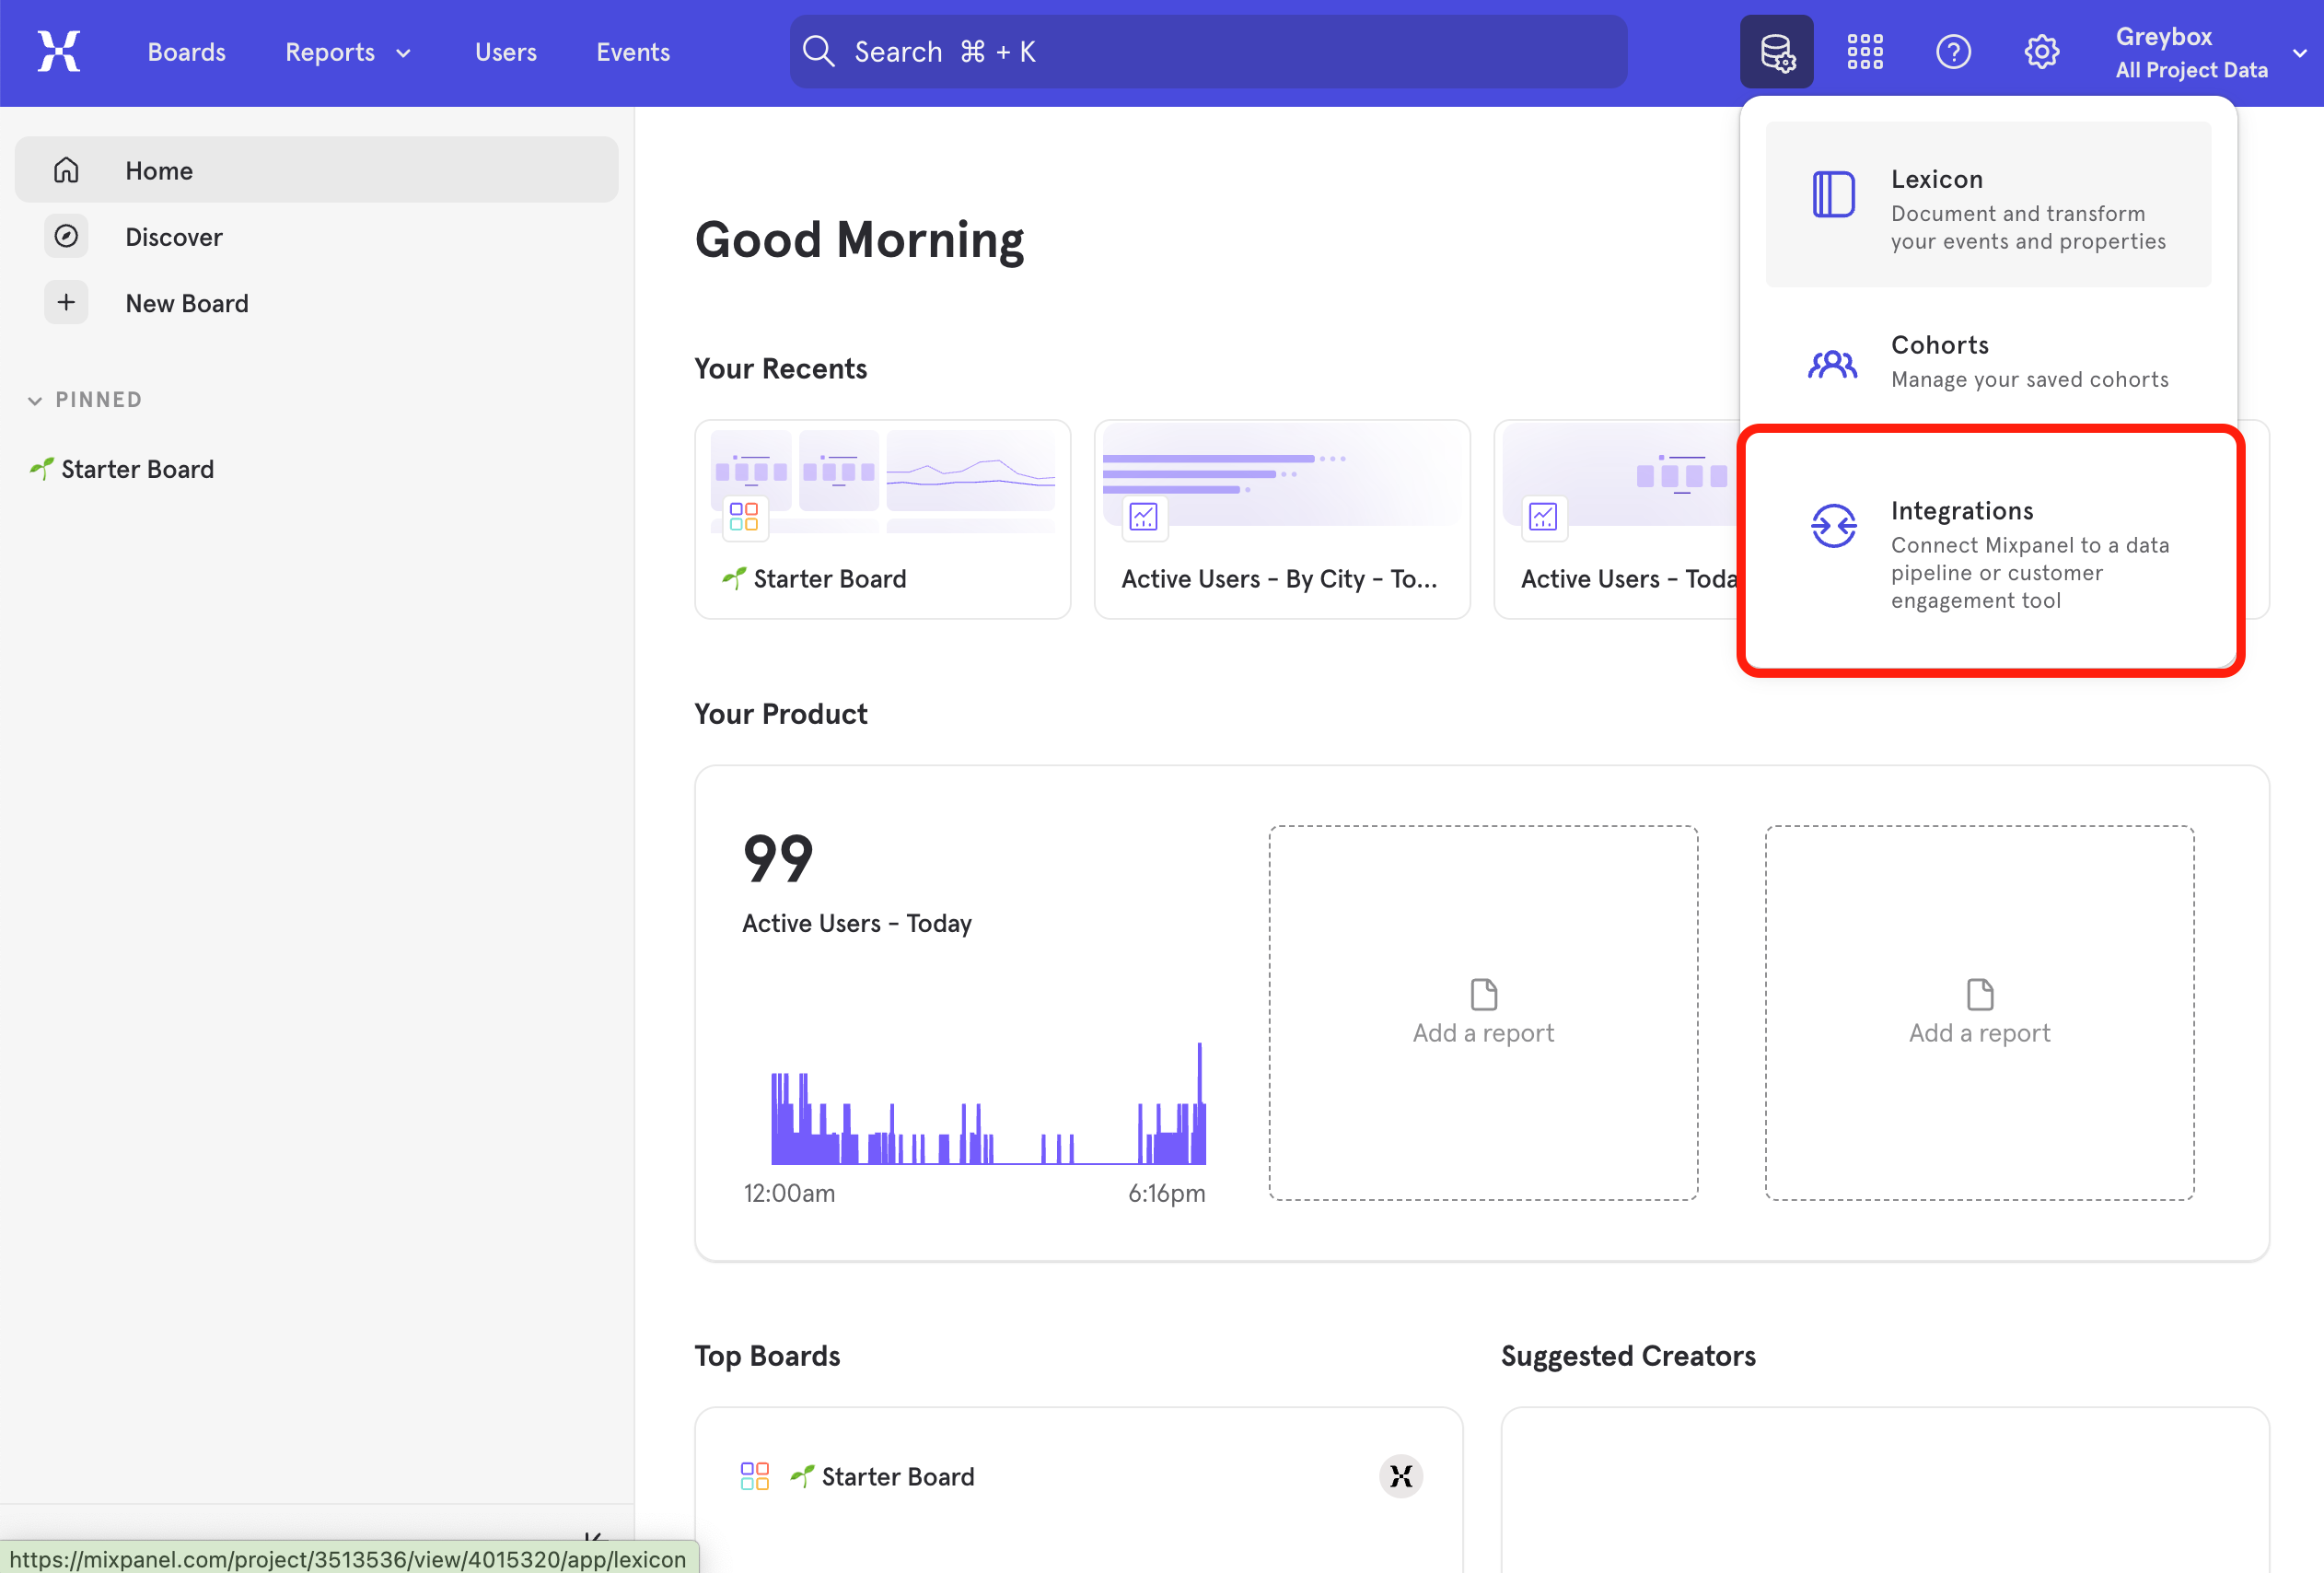 Boards
Reports
Users
Events
Search ⌘ + K
Greybox
All Project Data
Home
Discover
New Board
PINNED
Starter Board
Good Morning
Your Recents
Starter Board
Active Users - By City - To...
Active Users - Toda
Lexicon
Document and transform
your events and properties
Cohorts
Manage your saved cohorts
Integrations
Connect Mixpanel to a data
pipeline or customer
engagement tool
Your Product
99
Active Users - Today
12:00am
6:16pm
Add a report
Add a report
Top Boards
Starter Board
Suggested Creators
https://mixpanel.com/project/3513536/view/4015320/app/lexicon